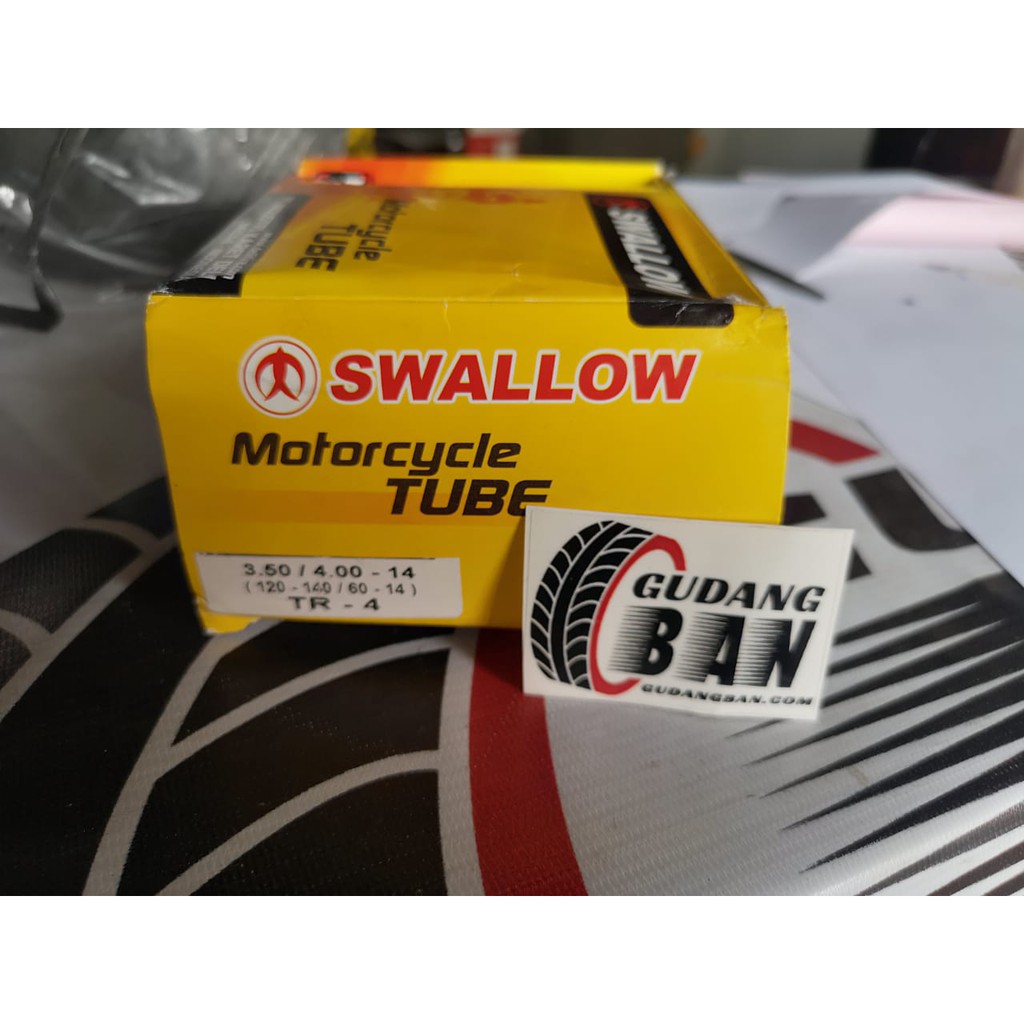 SWALLOW
Motorcycle
TUBE
SWALLOW
Motorcycle
TUBE
3.50 / 4.00 - 14
( 120 - 140 / 60 - 14 )
TR - 4
GUDANG
BAN
GUDANGBAN.COM